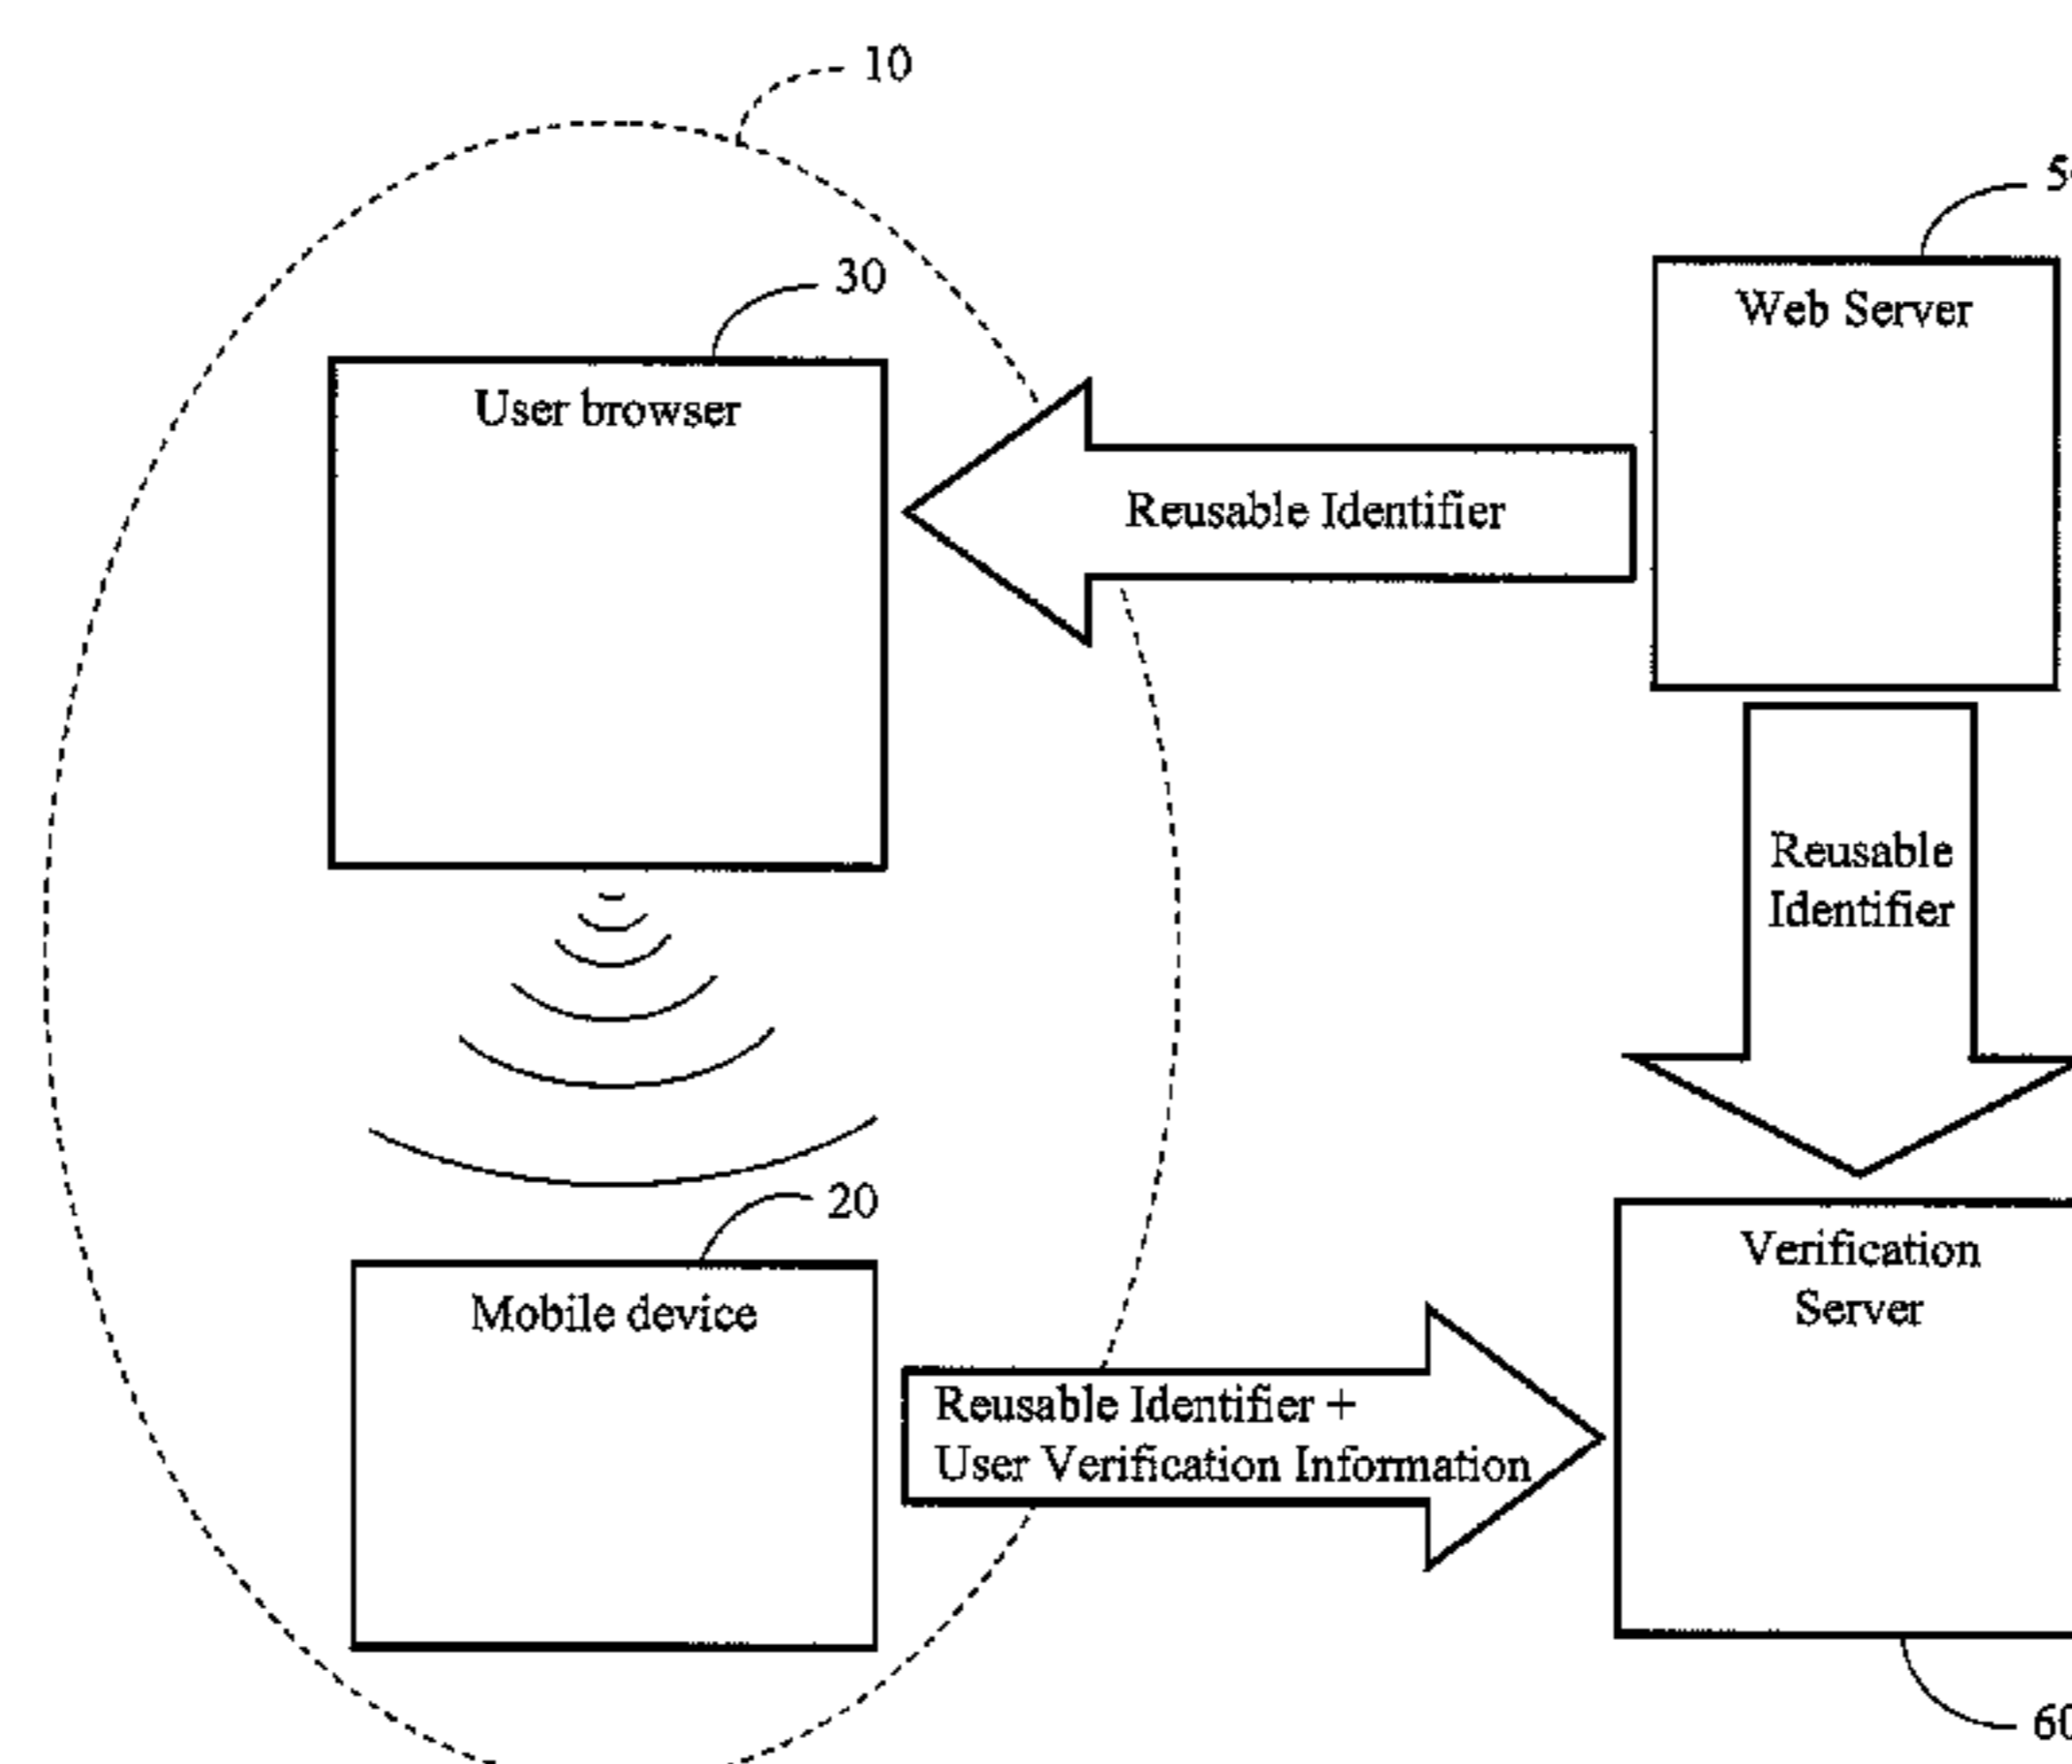 10
30
User browser
Web Server
Reusable Identifier
Reusable
Identifier
20
Mobile device
Verification
Server
Reusable Identifier +
User Verification Information
60